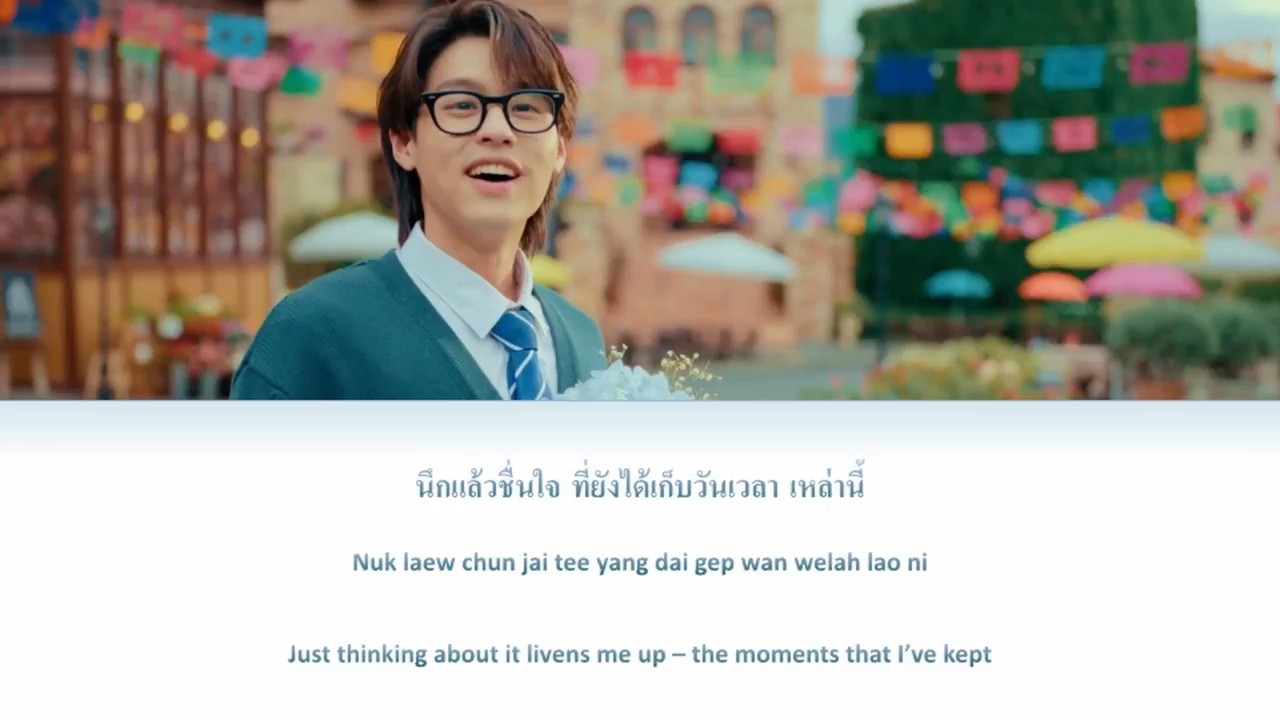 นึกแล้วชื่นใจ ที่ยังได้เก็บวันเวลา เหล่านี้
Nuk laew chun jai tee yang dai gep wan welah lao ni
Just thinking about it livens me up – the moments that I've kept